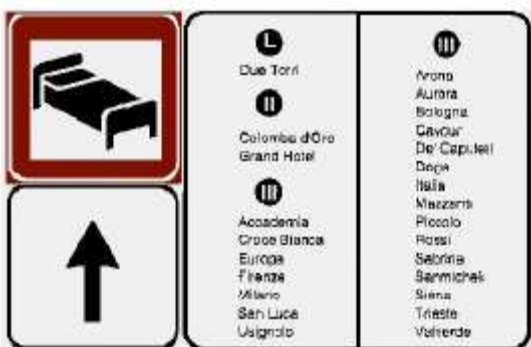 L
Due Torri
II
Colomba d'Oro
Grand Hotel
III
Accademia
Croce Bianca
Europa
Firenze
Milano
San Luca
Usignolo
III
Arona
Aurora
Bologna
Cavour
De' Capuleti
Doge
Italia
Mazzanti
Piccolo
Rossi
Sabrina
Sanmicheli
Siena
Trieste
Valverde